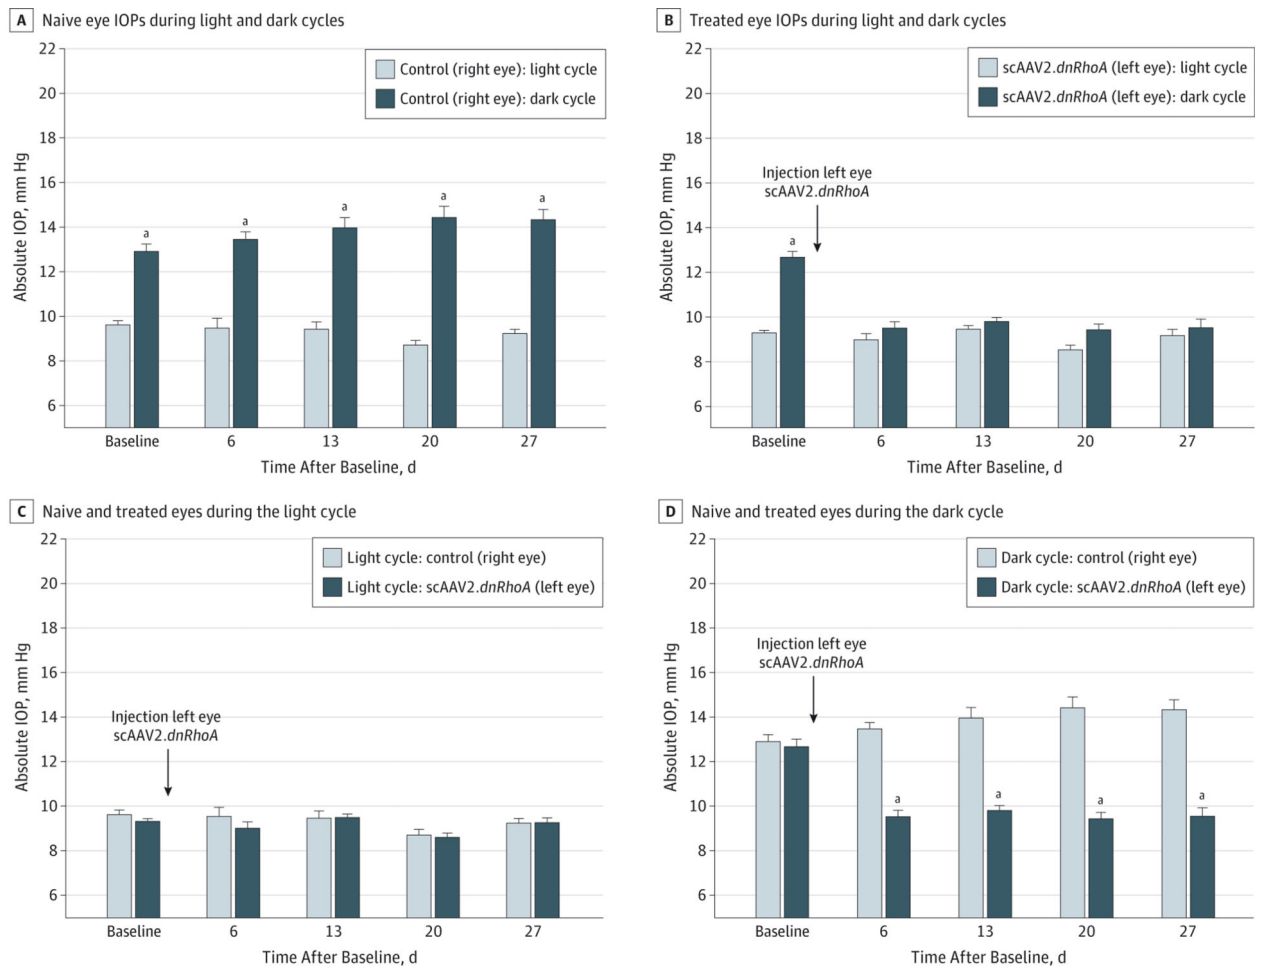 A Naive eye IOPs during light and dark cycles
22
20
18
16
14
12
10
8
6
Absolute IOP, mm Hg
Control (right eye): light cycle
Control (right eye): dark cycle
a
a
a
a
a
Baseline 6 13 20 27
Time After Baseline, d
B Treated eye IOPs during light and dark cycles
22
20
18
16
14
12
10
8
6
Absolute IOP, mm Hg
scAAV2.dnRhoA (left eye): light cycle
scAAV2.dnRhoA (left eye): dark cycle
Injection left eye
scAAV2.dnRhoA
a
Baseline 6 13 20 27
Time After Baseline, d
C Naive and treated eyes during the light cycle
22
20
18
16
14
12
10
8
6
Absolute IOP, mm Hg
Light cycle: control (right eye)
Light cycle: scAAV2.dnRhoA (left eye)
Injection left eye
scAAV2.dnRhoA
Baseline 6 13 20 27
Time After Baseline, d
D Naive and treated eyes during the dark cycle
22
20
18
16
14
12
10
8
6
Absolute IOP, mm Hg
Dark cycle: control (right eye)
Dark cycle: scAAV2.dnRhoA (left eye)
Injection left eye
scAAV2.dnRhoA
a
a
a
a
Baseline 6 13 20 27
Time After Baseline, d